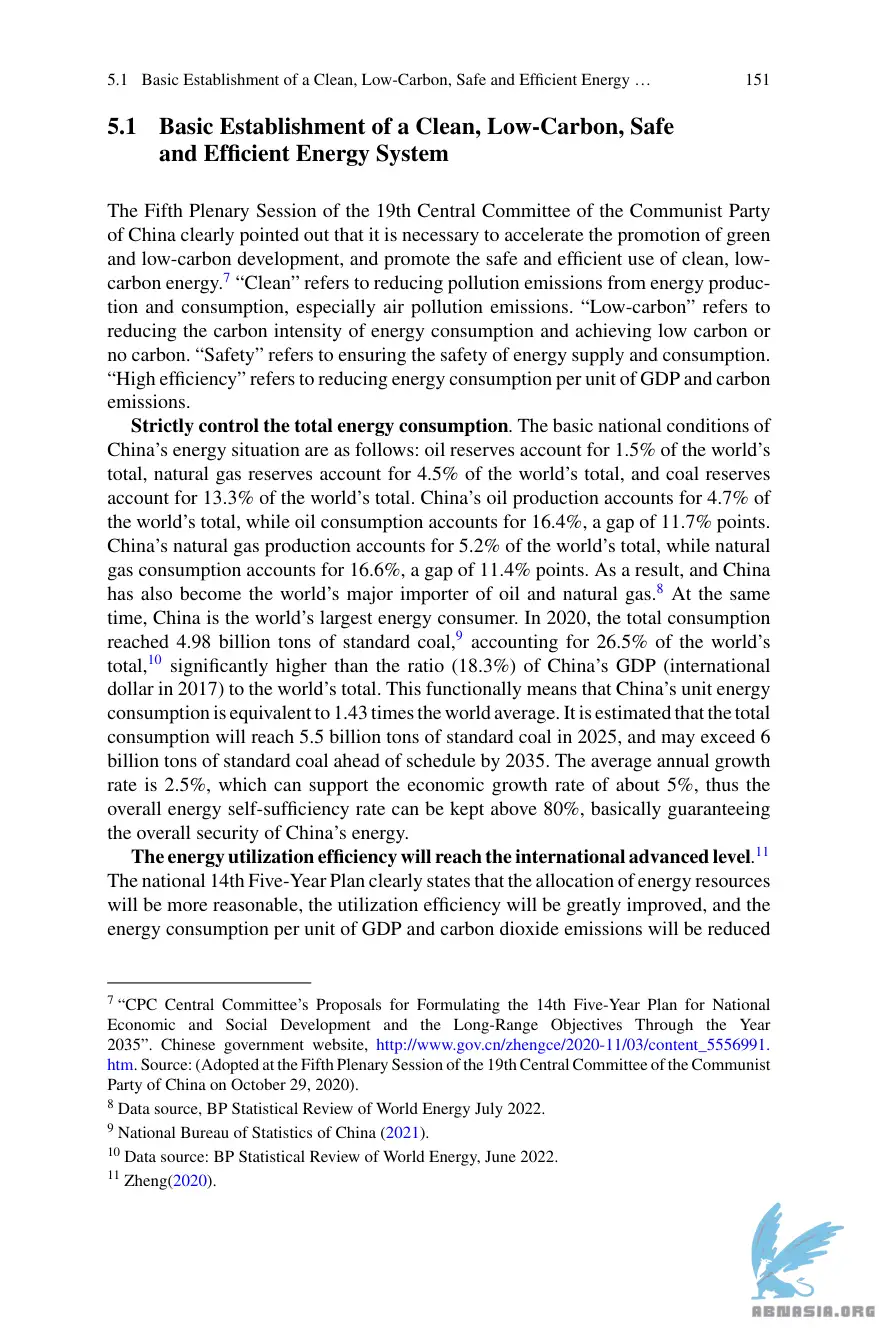 5.1 Basic Establishment of a Clean, Low-Carbon, Safe and Efficient Energy … 151
5.1 Basic Establishment of a Clean, Low-Carbon, Safe
and Efficient Energy System
The Fifth Plenary Session of the 19th Central Committee of the Communist Party
of China clearly pointed out that it is necessary to accelerate the promotion of green
and low-carbon development, and promote the safe and efficient use of clean, low-
carbon energy.7 “Clean” refers to reducing pollution emissions from energy produc-
tion and consumption, especially air pollution emissions. “Low-carbon” refers to
reducing the carbon intensity of energy consumption and achieving low carbon or
no carbon. “Safety” refers to ensuring the safety of energy supply and consumption.
“High efficiency” refers to reducing energy consumption per unit of GDP and carbon
emissions.
Strictly control the total energy consumption. The basic national conditions of
China’s energy situation are as follows: oil reserves account for 1.5% of the world’s
total, natural gas reserves account for 4.5% of the world’s total, and coal reserves
account for 13.3% of the world’s total. China’s oil production accounts for 4.7% of
the world’s total, while oil consumption accounts for 16.4%, a gap of 11.7% points.
China’s natural gas production accounts for 5.2% of the world’s total, while natural
gas consumption accounts for 16.6%, a gap of 11.4% points. As a result, and China
has also become the world’s major importer of oil and natural gas.8 At the same
time, China is the world’s largest energy consumer. In 2020, the total consumption
reached 4.98 billion tons of standard coal,9 accounting for 26.5% of the world’s
total,10 significantly higher than the ratio (18.3%) of China’s GDP (international
dollar in 2017) to the world’s total. This functionally means that China’s unit energy
consumption is equivalent to 1.43 times the world average. It is estimated that the total
consumption will reach 5.5 billion tons of standard coal in 2025, and may exceed 6
billion tons of standard coal ahead of schedule by 2035. The average annual growth
rate is 2.5%, which can support the economic growth rate of about 5%, thus the
overall energy self-sufficiency rate can be kept above 80%, basically guaranteeing
the overall security of China’s energy.
The energy utilization efficiency will reach the international advanced level.11
The national 14th Five-Year Plan clearly states that the allocation of energy resources
will be more reasonable, the utilization efficiency will be greatly improved, and the
energy consumption per unit of GDP and carbon dioxide emissions will be reduced
7 “CPC Central Committee’s Proposals for Formulating the 14th Five-Year Plan for National
Economic and Social Development and the Long-Range Objectives Through the Year
2035”. Chinese government website, http://www.gov.cn/zhengce/2020-11/03/content_5556991.
htm. Source: (Adopted at the Fifth Plenary Session of the 19th Central Committee of the Communist
Party of China on October 29, 2020).
8 Data source, BP Statistical Review of World Energy July 2022.
9 National Bureau of Statistics of China (2021).
10 Data source: BP Statistical Review of World Energy, June 2022.
11 Zheng(2020).
ABNASIA.ORG